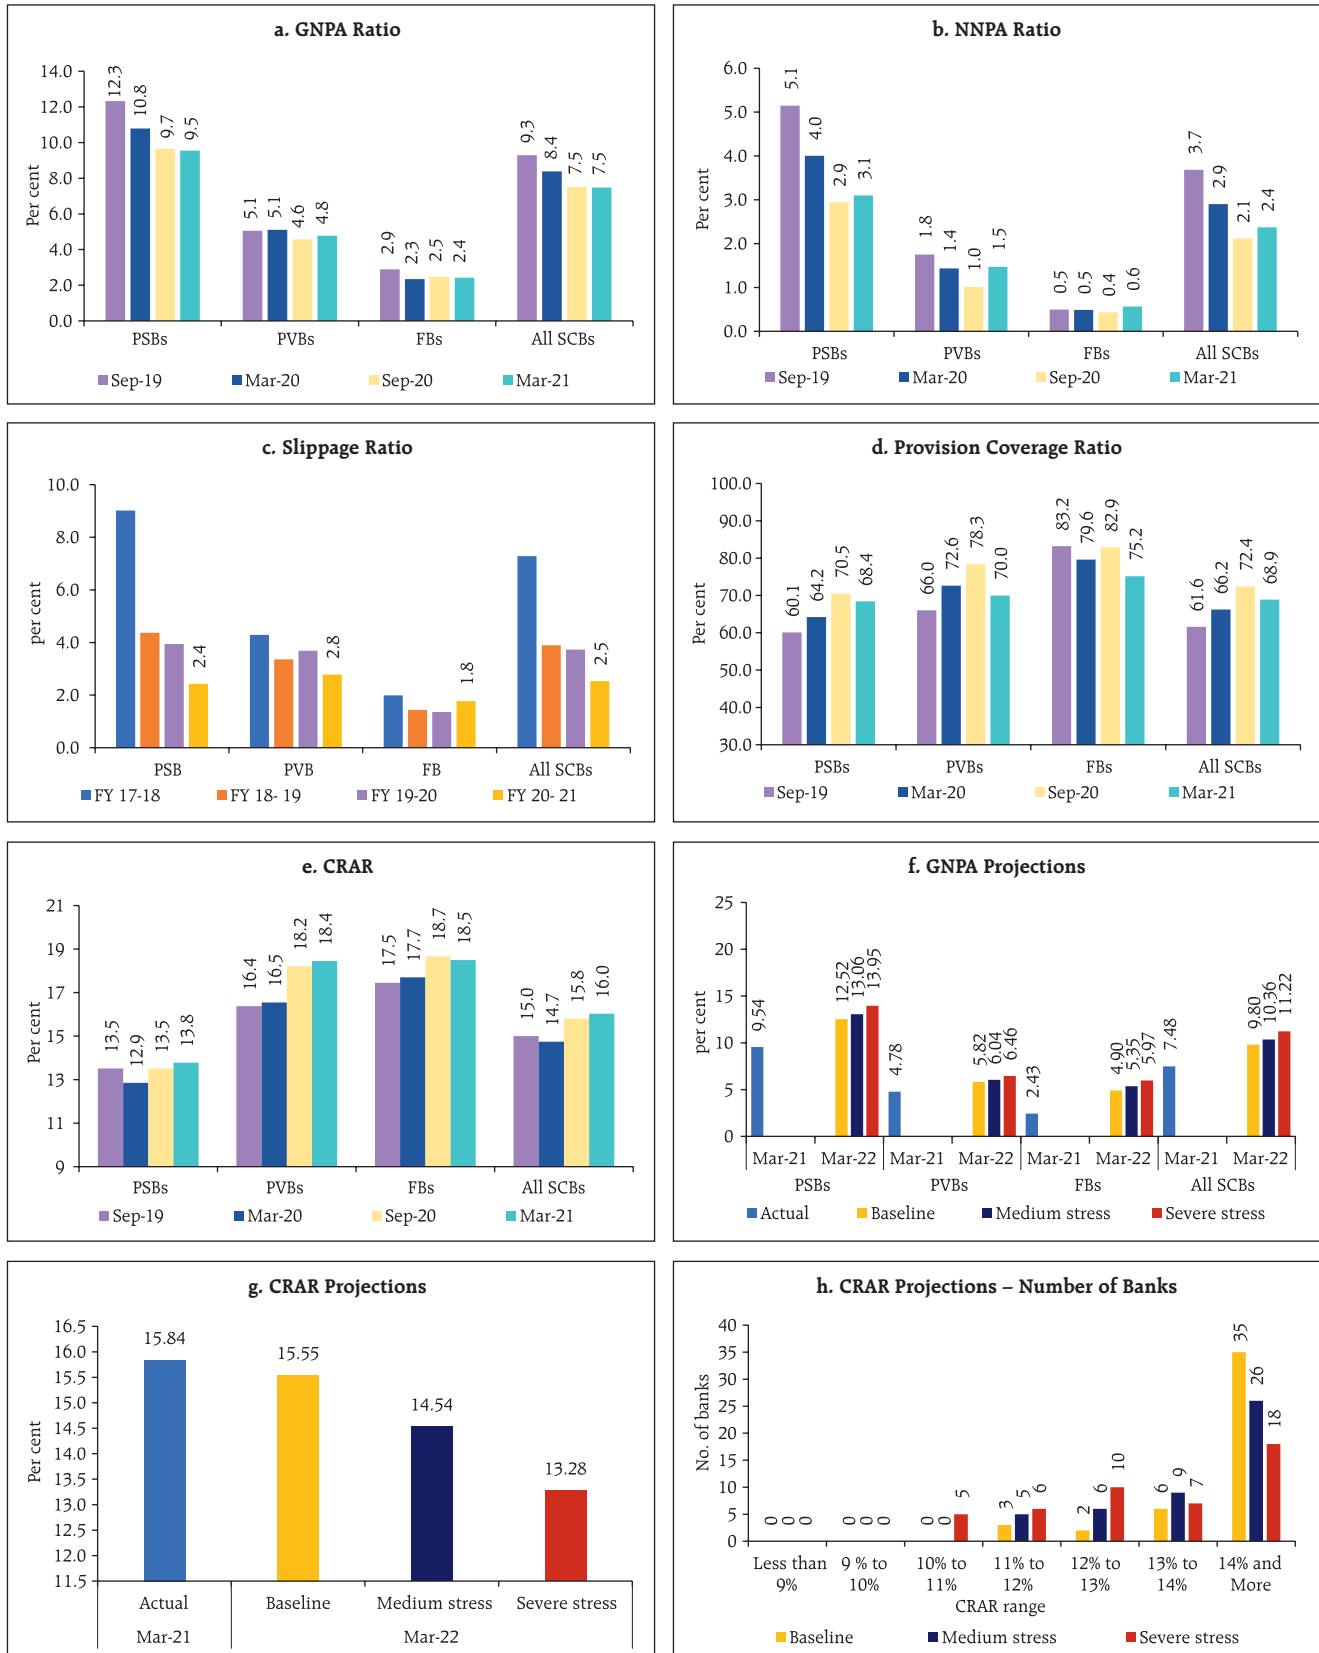 a. GNPA Ratio
Per cent
14.0
12.0
10.0
8.0
6.0
4.0
2.0
0.0
12.3 10.8 9.7 9.5
5.1 5.1 4.6 4.8
2.9 2.3 2.5 2.4
9.3 8.4 7.5 7.5
PSBs PVBs FBs All SCBs
Sep-19 Mar-20 Sep-20 Mar-21
b. NNPA Ratio
Per cent
6.0
5.0
4.0
3.0
2.0
1.0
0.0
5.1 4.0 2.9 3.1
1.8 1.4 1.0 1.5
0.5 0.5 0.4 0.6
3.7 2.9 2.1 2.4
PSBs PVBs FBs All SCBs
Sep-19 Mar-20 Sep-20 Mar-21
c. Slippage Ratio
per cent
10.0
8.0
6.0
4.0
2.0
0.0
2.4
2.8
1.8
2.5
PSB PVB FB All SCBs
FY 17-18 FY 18- 19 FY 19-20 FY 20- 21
d. Provision Coverage Ratio
Per cent
100.0
90.0
80.0
70.0
60.0
50.0
40.0
30.0
60.1 64.2 70.5 68.4
66.0 72.6 78.3 70.0
83.2 79.6 82.9 75.2
61.6 66.2 72.4 68.9
PSBs PVBs FBs All SCBs
Sep-19 Mar-20 Sep-20 Mar-21
e. CRAR
Per cent
21
19
17
15
13
11
9
13.5 12.9 13.5 13.8
16.4 16.5 18.2 18.4
17.5 17.7 18.7 18.5
15.0 14.7 15.8 16.0
PSBs PVBs FBs All SCBs
Sep-19 Mar-20 Sep-20 Mar-21
f. GNPA Projections
per cent
25
20
15
10
5
0
9.54 12.52 13.06 13.95
4.78 5.82 6.04 6.46
2.43 4.90 5.35 5.97
7.48 9.80 10.36 11.22
Mar-21 Mar-22 Mar-21 Mar-22 Mar-21 Mar-22 Mar-21 Mar-22
PSBs PVBs FBs All SCBs
Actual Baseline Medium stress Severe stress
g. CRAR Projections
Per cent
16.5
16.0
15.5
15.0
14.5
14.0
13.5
13.0
12.5
12.0
11.5
15.84
15.55
14.54
13.28
Actual Baseline Medium stress Severe stress
Mar-21 Mar-22
h. CRAR Projections – Number of Banks
No. of banks
40
35
30
25
20
15
10
5
0
0 0 0
0 0 0
0 0 5
3 5 6
2 6 10
6 9 7
35 26 18
Less than 9 % to 10% to 11% to 12% to 13% to 14% and
9% 10% 11% 12% 13% 14% More
CRAR range
Baseline Medium stress Severe stress